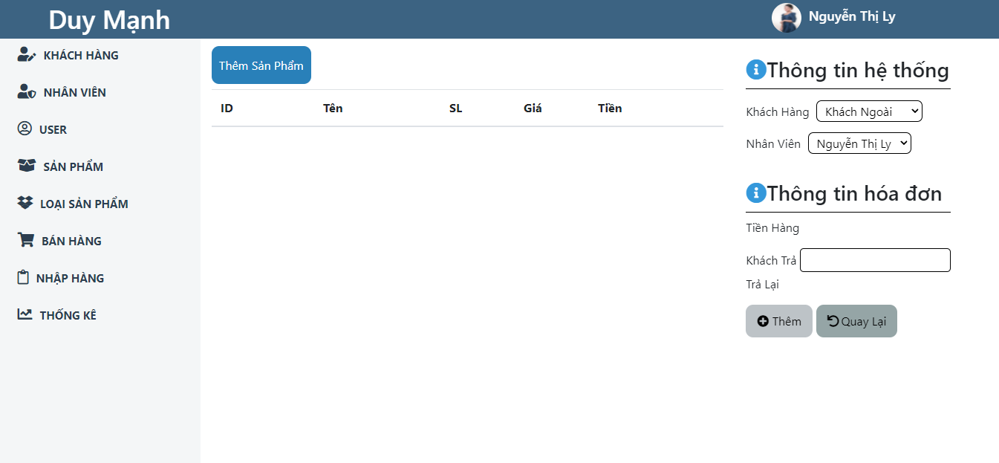 Duy Mạnh
Nguyễn Thị Ly
KHÁCH HÀNG
NHÂN VIÊN
USER
SẢN PHẨM
LOẠI SẢN PHẨM
BÁN HÀNG
NHẬP HÀNG
THỐNG KÊ
Thêm Sản Phẩm
ID Tên SL Giá Tiền
Thông tin hệ thống
Khách Hàng Khách Ngoài
Nhân Viên Nguyễn Thị Ly
Thông tin hóa đơn
Tiền Hàng
Khách Trả
Trả Lại
Thêm Quay Lại